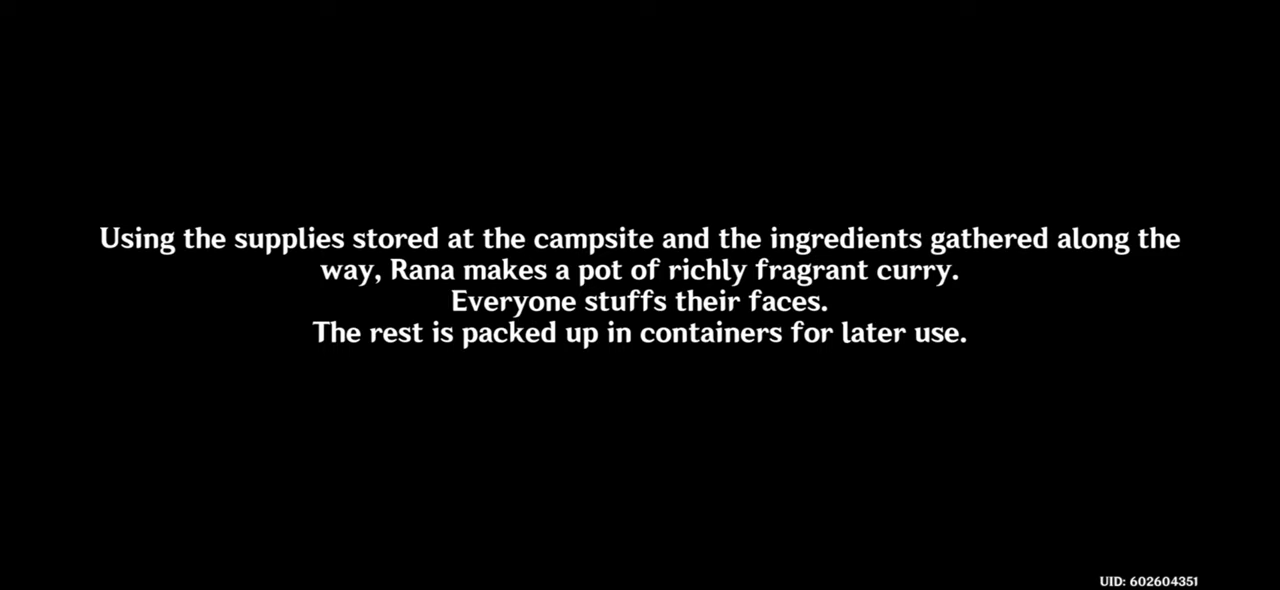 Using the supplies stored at the campsite and the ingredients gathered along the
way, Rana makes a pot of richly fragrant curry.
Everyone stuffs their faces.
The rest is packed up in containers for later use.
UID: 602604351